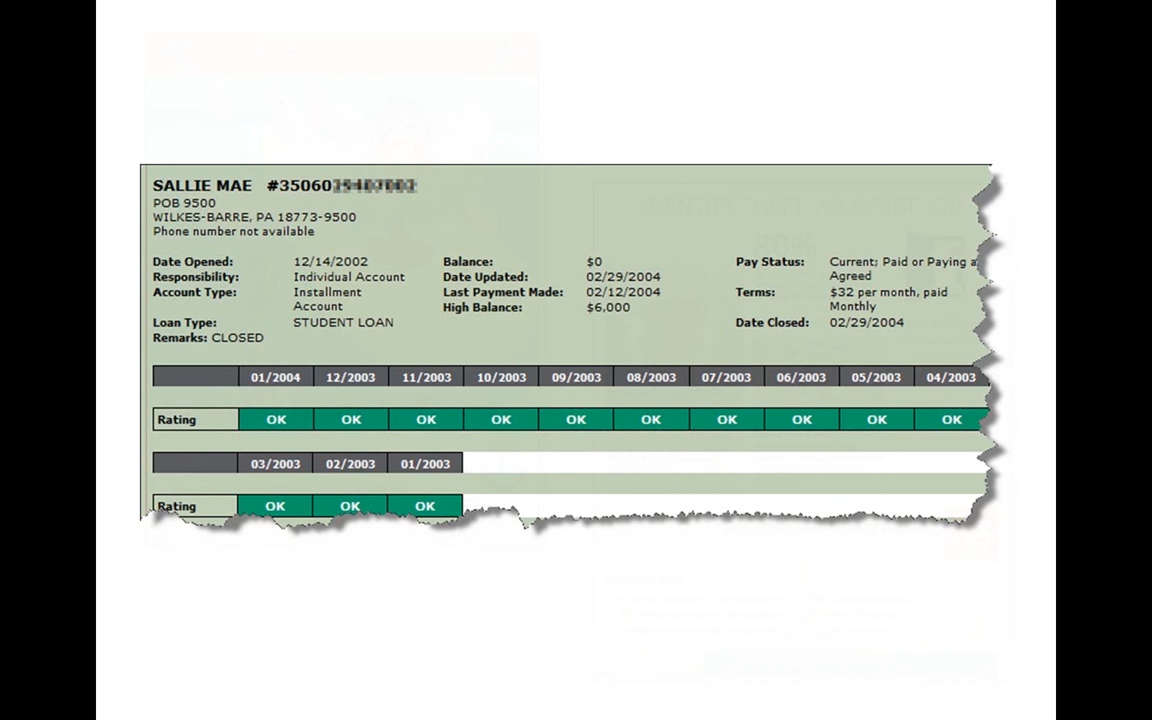 SALLIE MAE #35060
POB 9500
WILKES-BARRE, PA 18773-9500
Phone number not available
Date Opened: 12/14/2002 Balance: $0 Pay Status: Current; Paid or Paying a
Responsibility: Individual Account Date Updated: 02/29/2004 Agreed
Account Type: Installment Last Payment Made: 02/12/2004 Terms: $32 per month, paid
Account High Balance: $6,000 Monthly
Loan Type: STUDENT LOAN Date Closed: 02/29/2004
Remarks: CLOSED
01/2004 12/2003 11/2003 10/2003 09/2003 08/2003 07/2003 06/2003 05/2003 04/2003
Rating OK OK OK OK OK OK OK OK OK OK
03/2003 02/2003 01/2003
Rating OK OK OK